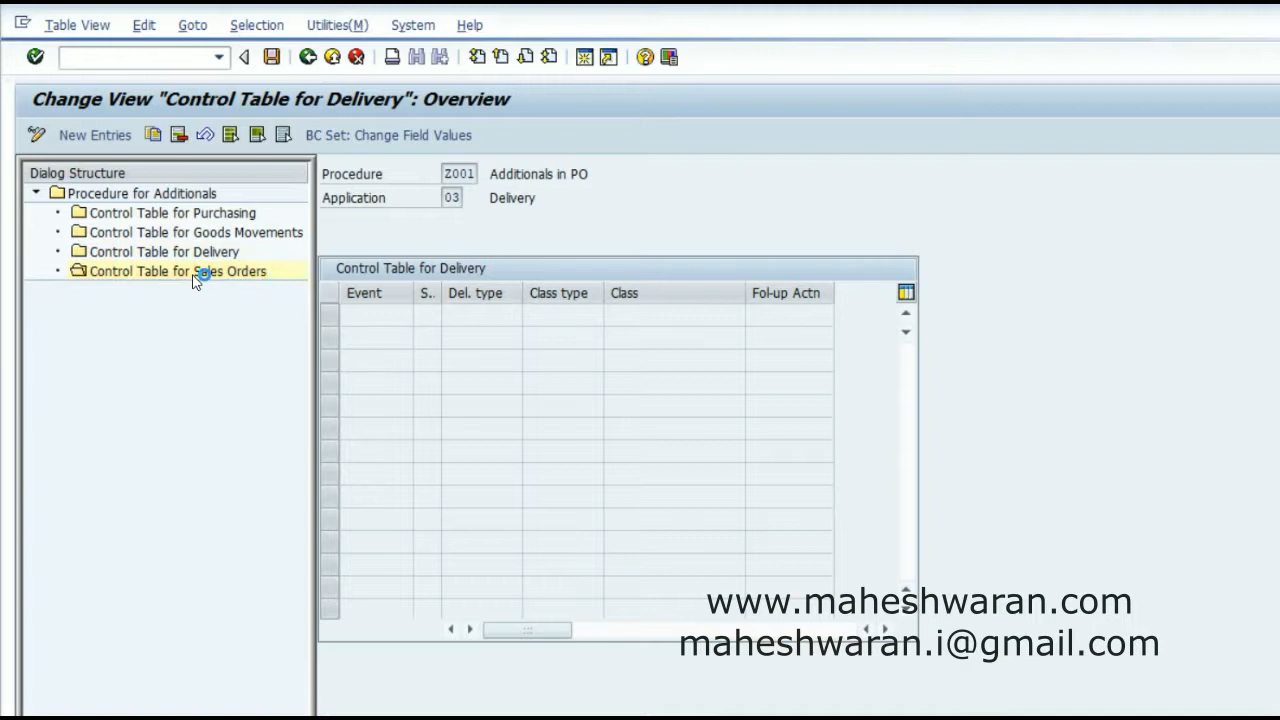 Table View Edit Goto Selection Utilities(M) System Help
Change View "Control Table for Delivery": Overview
New Entries BC Set: Change Field Values
Dialog Structure
Procedure for Additionals
Control Table for Purchasing
Control Table for Goods Movements
Control Table for Delivery
Control Table for Sales Orders
Procedure Z001 Additionals in PO
Application 03 Delivery
Control Table for Delivery
Event S.. Del. type Class type Class Fol-up Actn
www.maheshwaran.com
maheshwaran.i@gmail.com